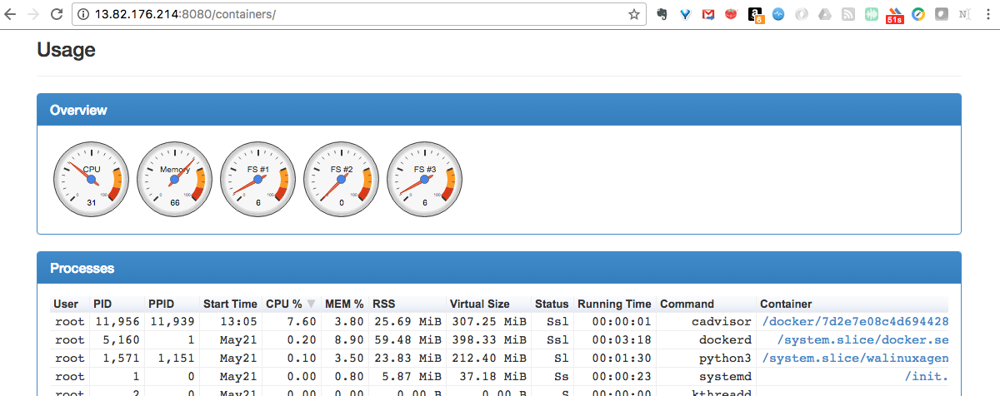 13.82.176.214:8080/containers/
6
51s
Usage
Overview
CPU Memory FS #1 FS #2 FS #3
0 100 0 100 0 100 0 100 0 100
31 66 6 0 6
Processes
User PID PPID Start Time CPU % MEM % RSS Virtual Size Status Running Time Command Container
root 11,956 11,939 13:05 7.60 3.80 25.69 MiB 307.25 MiB Ssl 00:00:01 cadvisor /docker/7d2e7e08c4d694428
root 5,160 1 May21 0.20 8.90 59.48 MiB 398.33 MiB Ssl 00:03:18 dockerd /system.slice/docker.se
root 1,571 1,151 May21 0.10 3.50 23.83 MiB 212.40 MiB Sl 00:01:30 python3 /system.slice/walinuxagen
root 1 0 May21 0.00 0.80 5.87 MiB 37.18 MiB Ss 00:00:23 systemd /init.
root 2 0 May21 0.00 0.00 0.00 B 0.00 B S 00:00:00 kthreadd